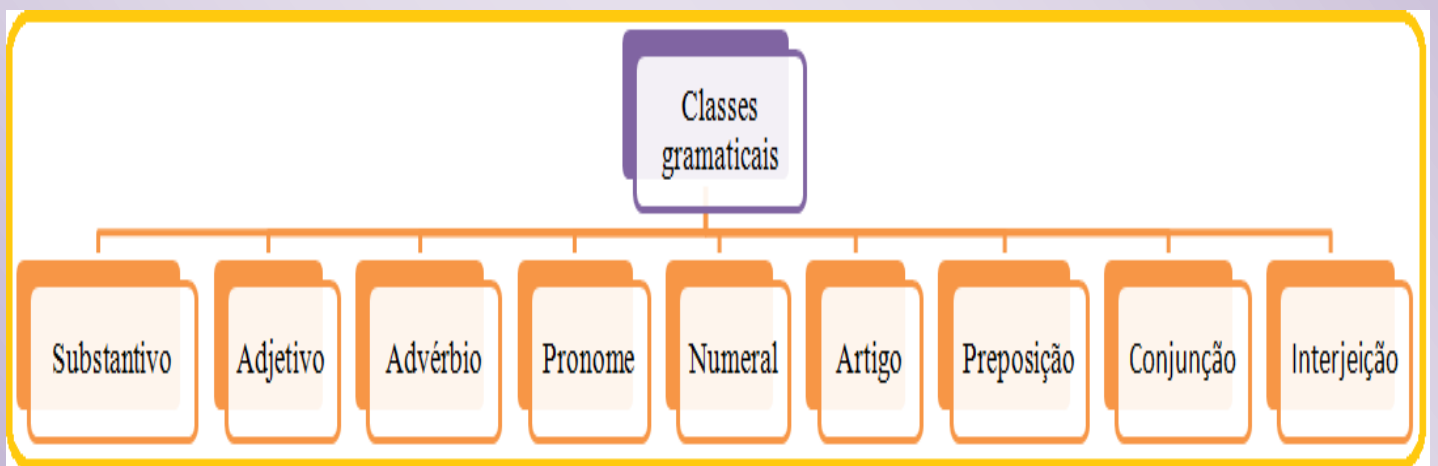 Classes
gramaticais
Substantivo
Adjetivo
Advérbio
Pronome
Numeral
Artigo
Preposição
Conjunção
Interjeição